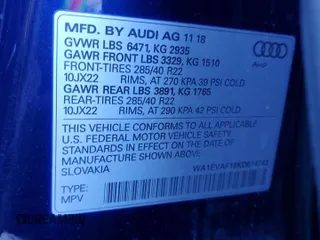 MFD. BY AUDI AG 11 18
GVWR LBS 6471, KG 2935
GAWR FRONT LBS 3329, KG 1510
FRONT-TIRES 285/40 R22
10JX22 RIMS, AT 270 KPA 39 PSI COLD
GAWR REAR LBS 3891, KG 1765
REAR-TIRES 285/40 R22
10JX22 RIMS, AT 290 KPA 42 PSI COLD
THIS VEHICLE CONFORMS TO ALL APPLICABLE
U.S. FEDERAL MOTOR VEHICLE SAFETY
STANDARDS IN EFFECT ON THE DATE OF
MANUFACTURE SHOWN ABOVE.
SLOVAKIA
TYPE:
MPV